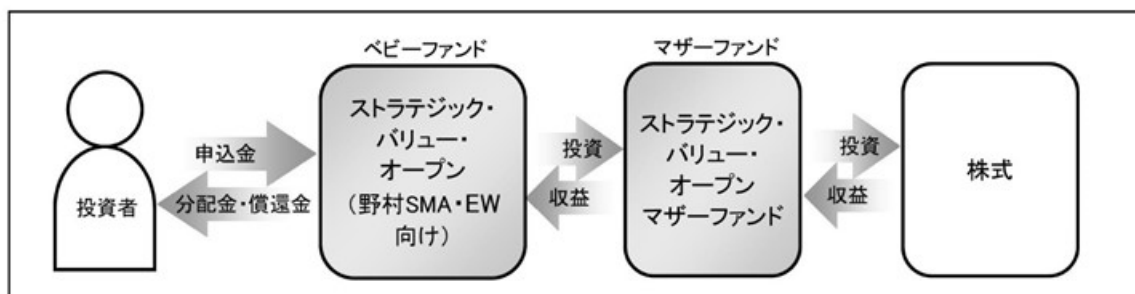 ベビーファンド
マザーファンド
投資者
申込金
分配金・償還金
ストラテジック・
バリュー・
オープン
(野村SMA・EW
向け)
投資
収益
ストラテジック・
バリュー・
オープン
マザーファンド
投資
収益
株式